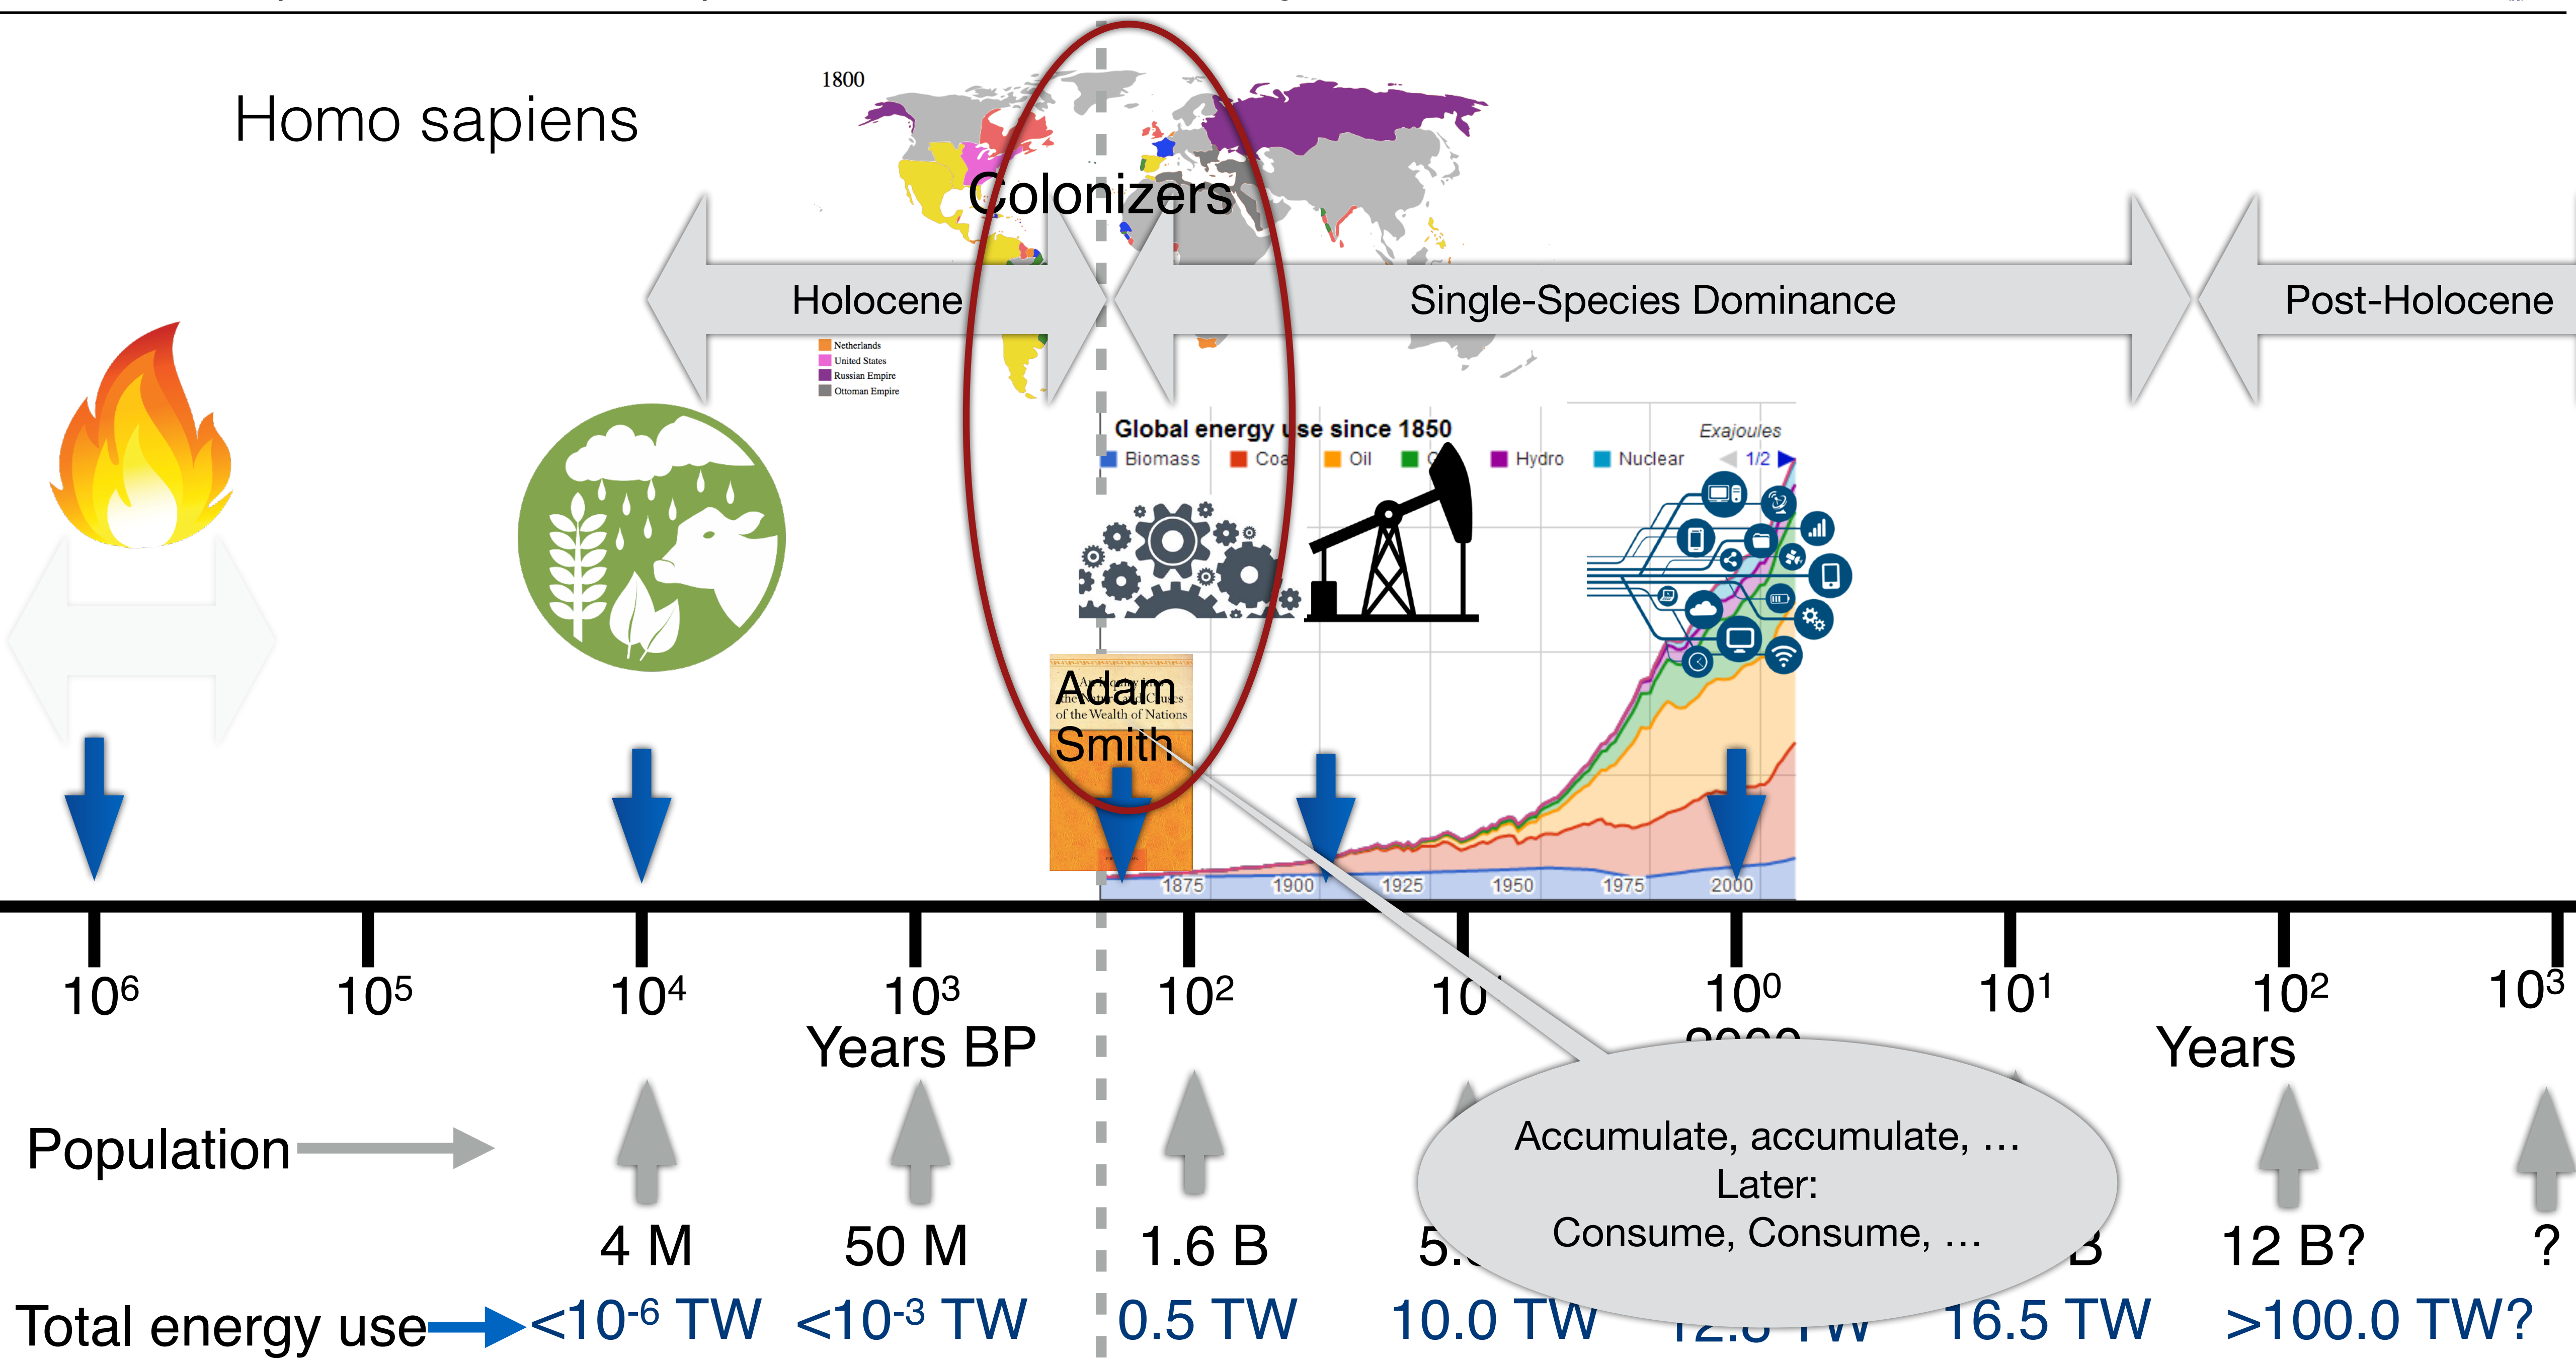 1800
Homo sapiens
Colonizers
Holocene
Single-Species Dominance
Post-Holocene
Netherlands
United States
Russian Empire
Ottoman Empire
Global energy use since 1850
Exajoules
Biomass
Oil
Hydro
Nuclear
1/2
Adam
Smith
of the Wealth of Nations
1875 1900 1925 1950 1975 2000
10⁶ 10⁵ 10⁴ 10³ 10² 10⁰ 10¹ 10² 10³
Years BP
Years
Population
4 M 50 M 1.6 B 12 B? ?
Accumulate, accumulate, …
Later:
Consume, Consume, …
Total energy use
<10⁻⁶ TW <10⁻³ TW 0.5 TW 10.0 TW 16.5 TW >100.0 TW?